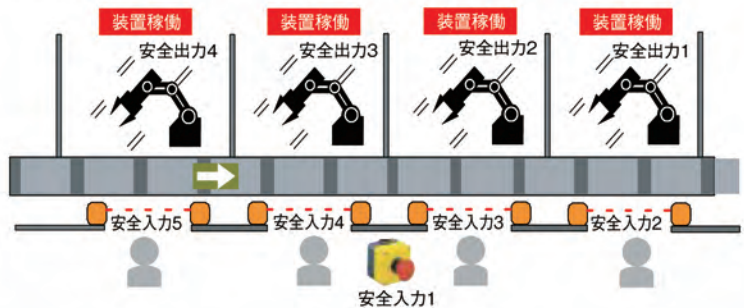 装置稼働 装置稼働 装置稼働 装置稼働
安全出力4 安全出力3 安全出力2 安全出力1
安全入力5 安全入力4 安全入力3 安全入力2
安全入力1